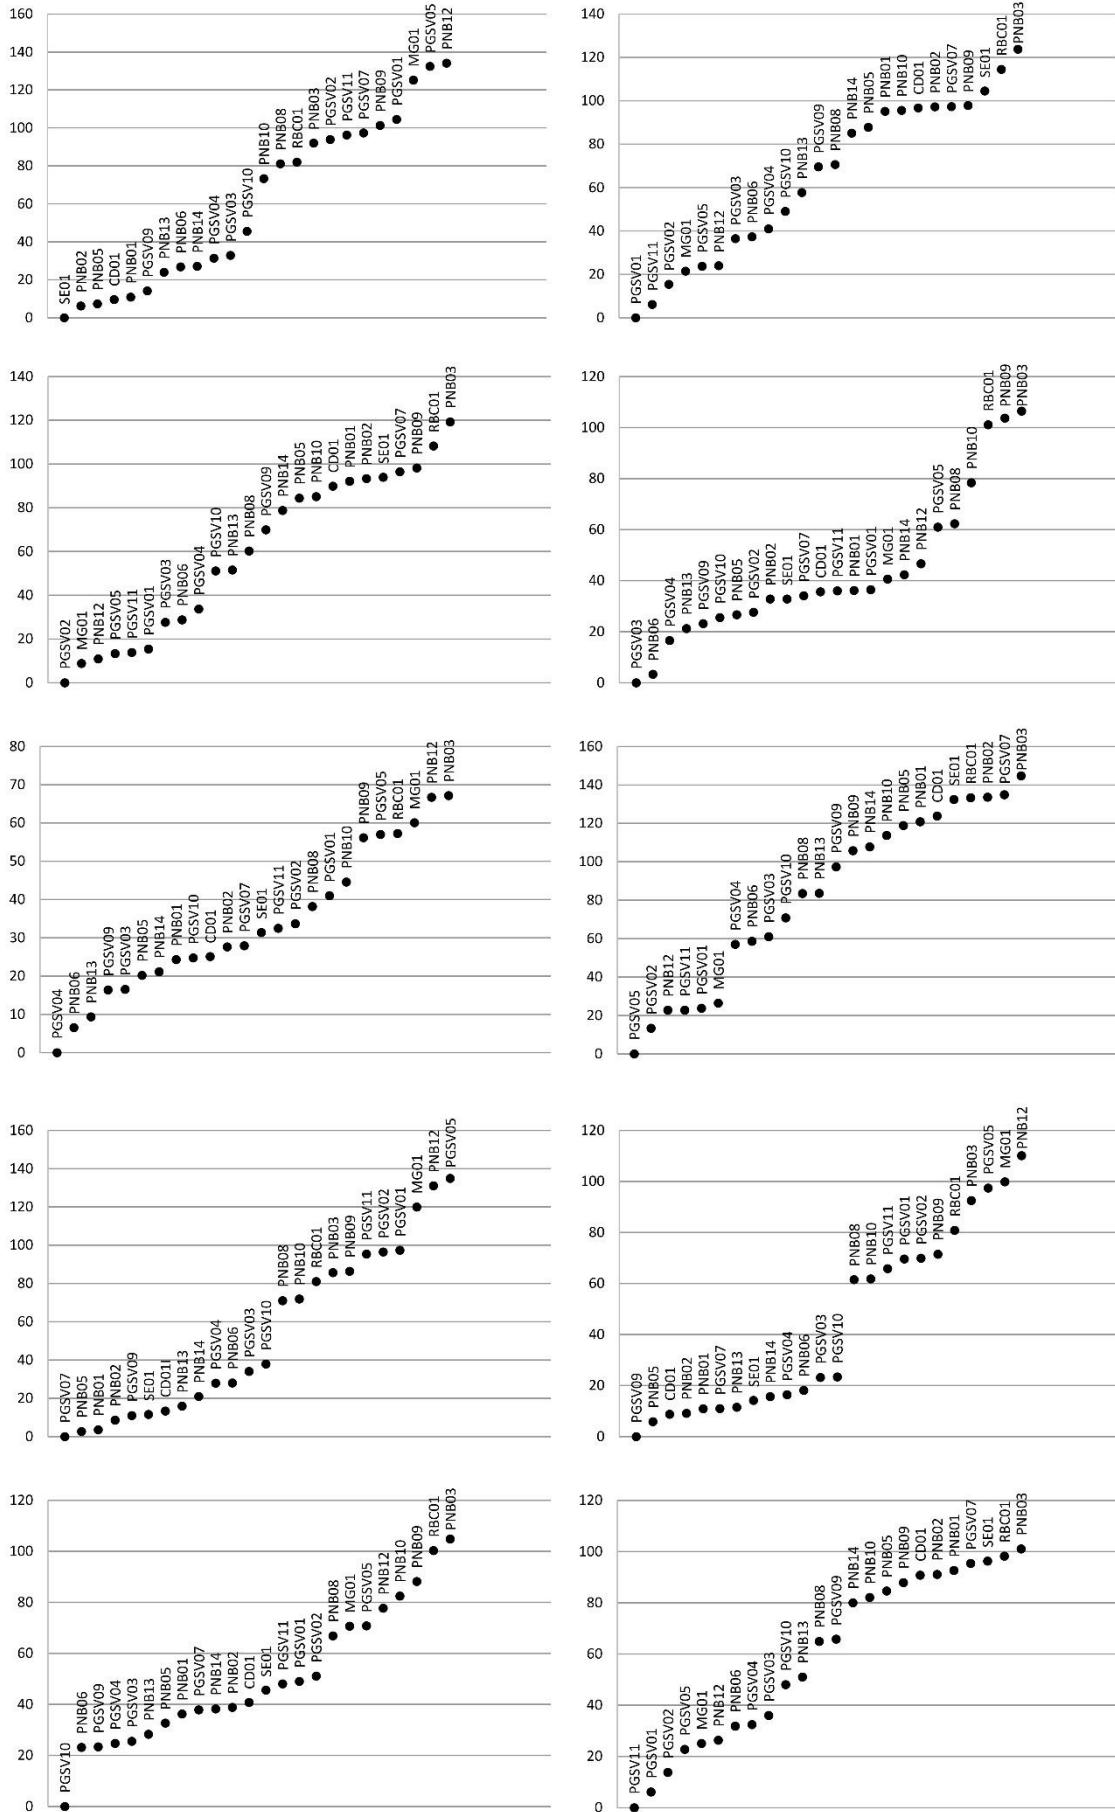 160
140
120
100
80
60
40
20
0
SE01
PNB02
PNB05
CD01
PNB01
PGSV09
PNB13
PNB06
PNB14
PGSV04
PGSV03
PGSV10
PNB10
PNB08
RBC01
PNB03
PGSV02
PGSV11
PGSV07
PNB09
PGSV01
MG01
PGSV05
PNB12
140
120
100
80
60
40
20
0
PGSV01
PGSV11
PGSV02
MG01
PGSV05
PNB12
PGSV03
PNB06
PGSV04
PGSV10
PNB13
PGSV09
PNB08
PNB14
PNB05
PNB01
PNB10
CD01
PNB02
PGSV07
PNB09
SE01
RBC01
PNB03
140
120
100
80
60
40
20
0
PGSV02
MG01
PNB12
PGSV05
PGSV11
PGSV01
PGSV03
PNB06
PGSV04
PGSV10
PNB13
PNB08
PGSV09
PNB14
PNB05
PNB10
CD01
PNB01
PNB02
SE01
PGSV07
PNB09
RBC01
PNB03
120
100
80
60
40
20
0
PGSV03
PNB06
PGSV04
PNB13
PGSV09
PGSV10
PNB05
PGSV02
PNB02
SE01
PGSV07
CD01
PGSV11
PNB01
PGSV01
MG01
PNB14
PNB12
PGSV05
PNB08
PNB10
RBC01
PNB09
PNB03
80
70
60
50
40
30
20
10
0
PGSV04
PNB06
PNB13
PGSV09
PGSV03
PNB05
PNB14
PNB01
PGSV10
CD01
PNB02
PGSV07
SE01
PGSV11
PGSV02
PNB08
PGSV01
PNB10
PNB09
PGSV05
RBC01
MG01
PNB12
PNB03
160
140
120
100
80
60
40
20
0
PGSV05
PGSV02
PNB12
PGSV11
PGSV01
MG01
PGSV04
PNB06
PGSV03
PGSV10
PNB08
PNB13
PGSV09
PNB09
PNB14
PNB10
PNB05
PNB01
CD01
SE01
RBC01
PNB02
PGSV07
PNB03
160
140
120
100
80
60
40
20
0
PGSV07
PNB05
PNB01
PNB02
PGSV09
SE01
CD01I
PNB13
PNB14
PGSV04
PNB06
PGSV03
PGSV10
PNB08
PNB10
RBC01
PNB03
PNB09
PGSV11
PGSV02
PGSV01
MG01
PNB12
PGSV05
120
100
80
60
40
20
0
PGSV09
PNB05
CD01
PNB02
PNB01
PGSV07
PNB13
SE01
PNB14
PGSV04
PNB06
PGSV03
PGSV10
PNB08
PNB10
PGSV11
PGSV01
PGSV02
PNB09
RBC01
PNB03
PGSV05
MG01
PNB12
120
100
80
60
40
20
0
PGSV10
PNB06
PGSV09
PGSV04
PGSV03
PNB13
PNB05
PNB01
PGSV07
PNB14
PNB02
CD01
SE01
PGSV11
PGSV01
PGSV02
PNB08
MG01
PGSV05
PNB12
PNB10
PNB09
RBC01
PNB03
120
100
80
60
40
20
0
PGSV11
PGSV01
PGSV02
PGSV05
MG01
PNB12
PNB06
PGSV04
PGSV03
PGSV10
PNB13
PNB08
PGSV09
PNB14
PNB10
PNB05
PNB09
CD01
PNB02
PNB01
PGSV07
SE01
RBC01
PNB03